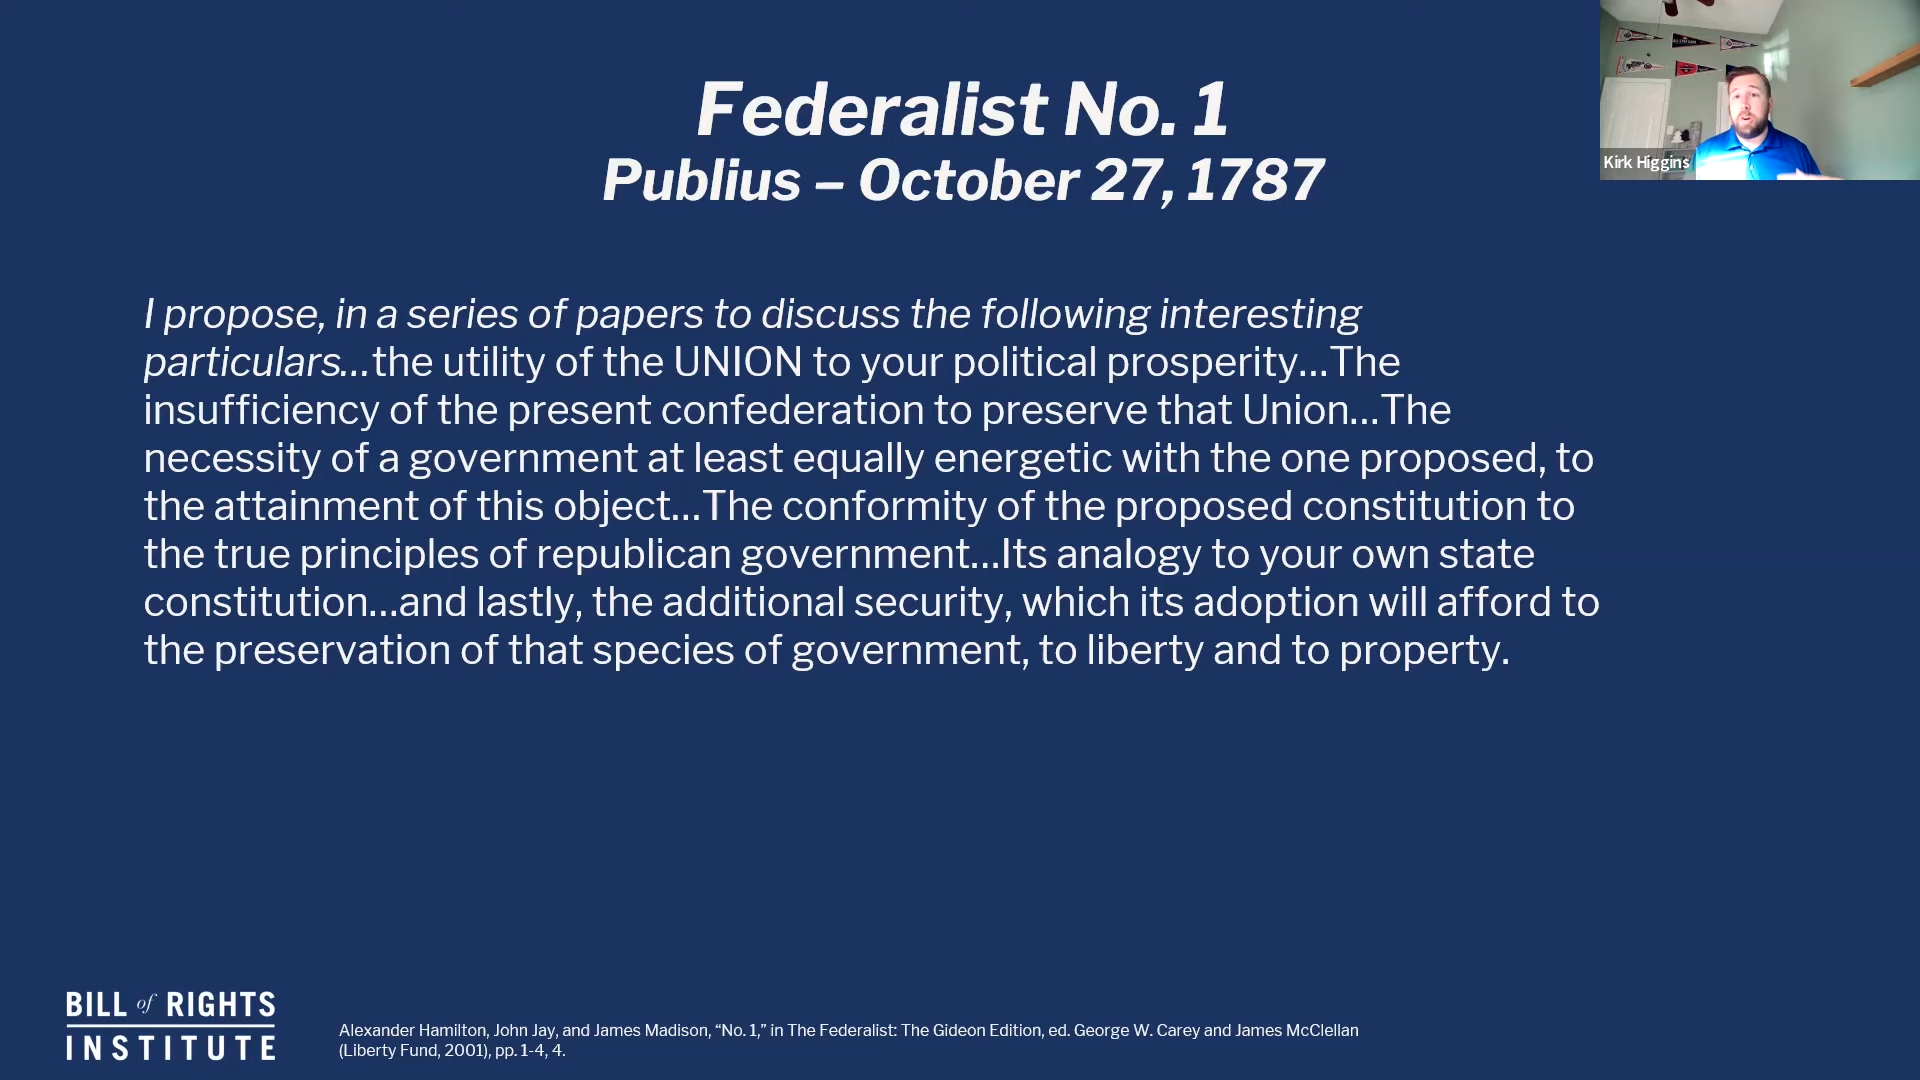 Federalist No. 1
Publius – October 27, 1787
Kirk Higgins
I propose, in a series of papers to discuss the following interesting
particulars…the utility of the UNION to your political prosperity…The
insufficiency of the present confederation to preserve that Union…The
necessity of a government at least equally energetic with the one proposed, to
the attainment of this object…The conformity of the proposed constitution to
the true principles of republican government…Its analogy to your own state
constitution…and lastly, the additional security, which its adoption will afford to
the preservation of that species of government, to liberty and to property.
BILL of RIGHTS
INSTITUTE
Alexander Hamilton, John Jay, and James Madison, “No. 1,” in The Federalist: The Gideon Edition, ed. George W. Carey and James McClellan
(Liberty Fund, 2001), pp. 1-4, 4.